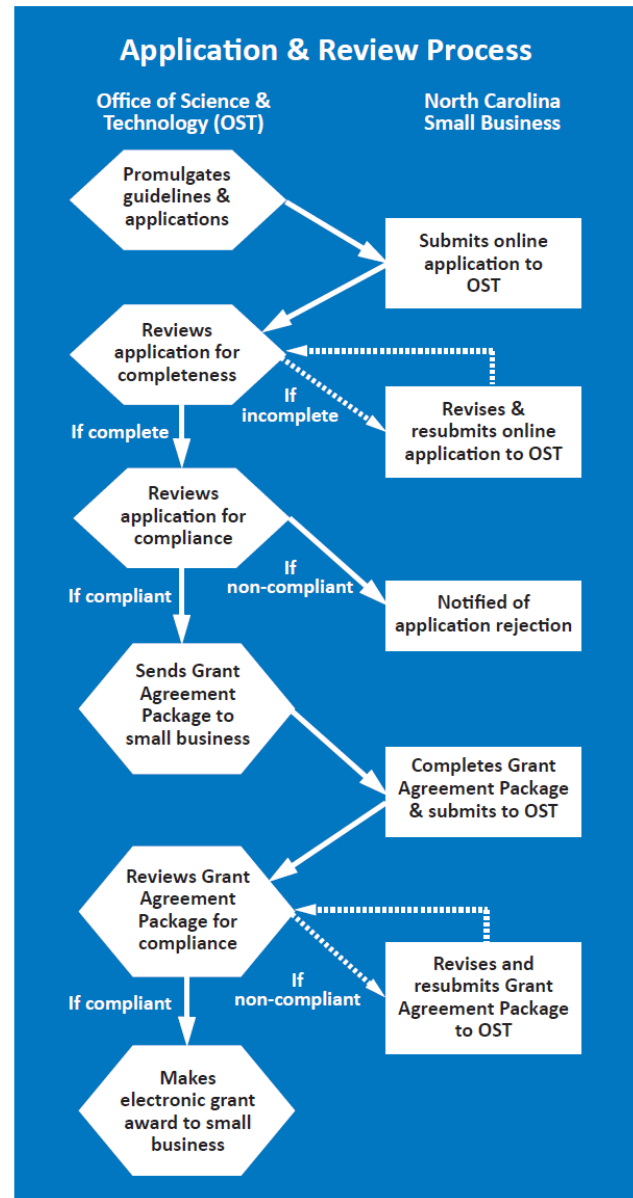 Application & Review Process
Office of Science &
Technology (OST)
North Carolina
Small Business
Promulgates
guidelines &
applications
Submits online
application to
OST
Reviews
application for
completeness
If
incomplete
Revises &
resubmits online
application to OST
If complete
Reviews
application for
compliance
If
non-compliant
Notified of
application rejection
If compliant
Sends Grant
Agreement
Package to
small business
Completes Grant
Agreement Package
& submits to OST
Reviews Grant
Agreement
Package for
compliance
If
non-compliant
Revises and
resubmits Grant
Agreement Package
to OST
If compliant
Makes
electronic grant
award to small
business